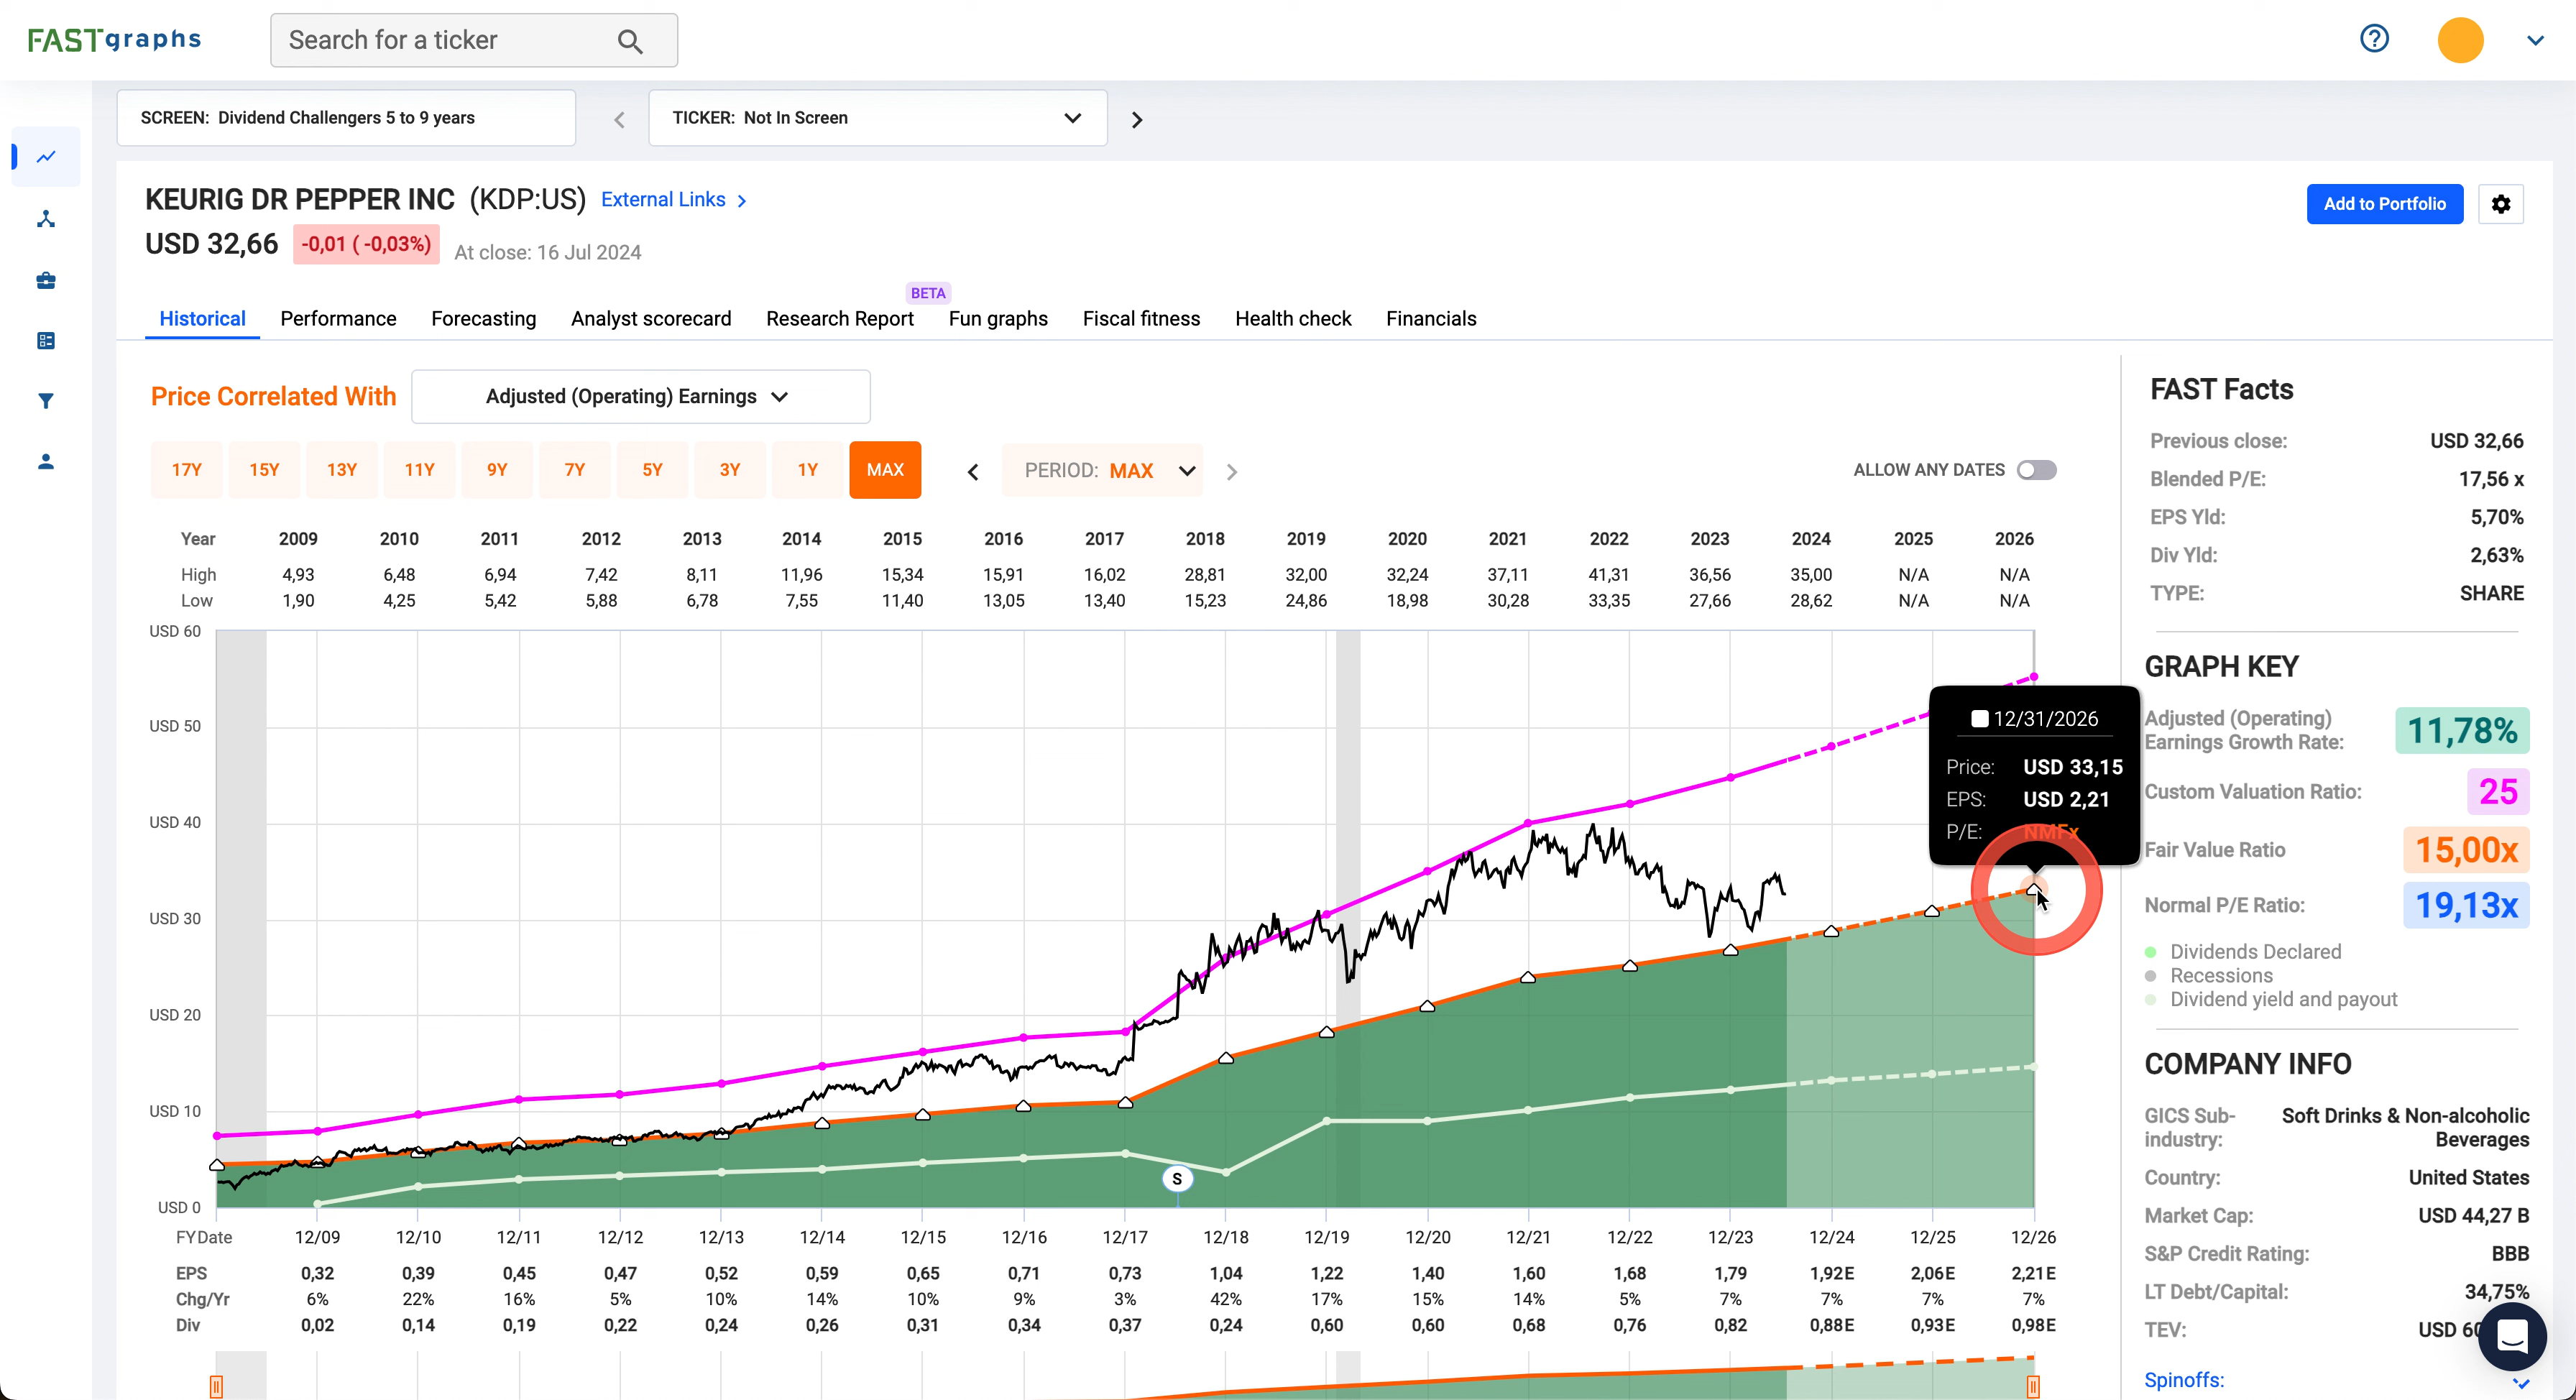 FASTgraphs
Search for a ticker
SCREEN: Dividend Challengers 5 to 9 years
TICKER: Not In Screen
KEURIG DR PEPPER INC (KDP:US) External Links
Add to Portfolio
USD 32,66 -0,01 ( -0,03%) At close: 16 Jul 2024
BETA
Historical Performance Forecasting Analyst scorecard Research Report Fun graphs Fiscal fitness Health check Financials
Price Correlated With Adjusted (Operating) Earnings
17Y 15Y 13Y 11Y 9Y 7Y 5Y 3Y 1Y MAX PERIOD: MAX ALLOW ANY DATES
Year 2009 2010 2011 2012 2013 2014 2015 2016 2017 2018 2019 2020 2021 2022 2023 2024 2025 2026
High 4,93 6,48 6,94 7,42 8,11 11,96 15,34 15,91 16,02 28,81 32,00 32,24 37,11 41,31 36,56 35,00 N/A N/A
Low 1,90 4,25 5,42 5,88 6,78 7,55 11,40 13,05 13,40 15,23 24,86 18,98 30,28 33,35 27,66 28,62 N/A N/A
USD 60
USD 50
USD 40
USD 30
USD 20
USD 10
USD 0
12/31/2026
Price: USD 33,15
EPS: USD 2,21
P/E: NMFx
S
FYDate 12/09 12/10 12/11 12/12 12/13 12/14 12/15 12/16 12/17 12/18 12/19 12/20 12/21 12/22 12/23 12/24 12/25 12/26
EPS 0,32 0,39 0,45 0,47 0,52 0,59 0,65 0,71 0,73 1,04 1,22 1,40 1,60 1,68 1,79 1,92E 2,06E 2,21E
Chg/Yr 6% 22% 16% 5% 10% 14% 10% 9% 3% 42% 17% 15% 14% 5% 7% 7% 7% 7%
Div 0,02 0,14 0,19 0,22 0,24 0,26 0,31 0,34 0,37 0,24 0,60 0,60 0,68 0,76 0,82 0,88E 0,93E 0,98E
FAST Facts
Previous close: USD 32,66
Blended P/E: 17,56 x
EPS Yld: 5,70%
Div Yld: 2,63%
TYPE: SHARE
GRAPH KEY
Adjusted (Operating)
Earnings Growth Rate: 11,78%
Custom Valuation Ratio: 25
Fair Value Ratio 15,00x
Normal P/E Ratio: 19,13x
Dividends Declared
Recessions
Dividend yield and payout
COMPANY INFO
GICS Sub-
industry: Soft Drinks & Non-alcoholic
Beverages
Country: United States
Market Cap: USD 44,27 B
S&P Credit Rating: BBB
LT Debt/Capital: 34,75%
TEV: USD
Spinoffs: